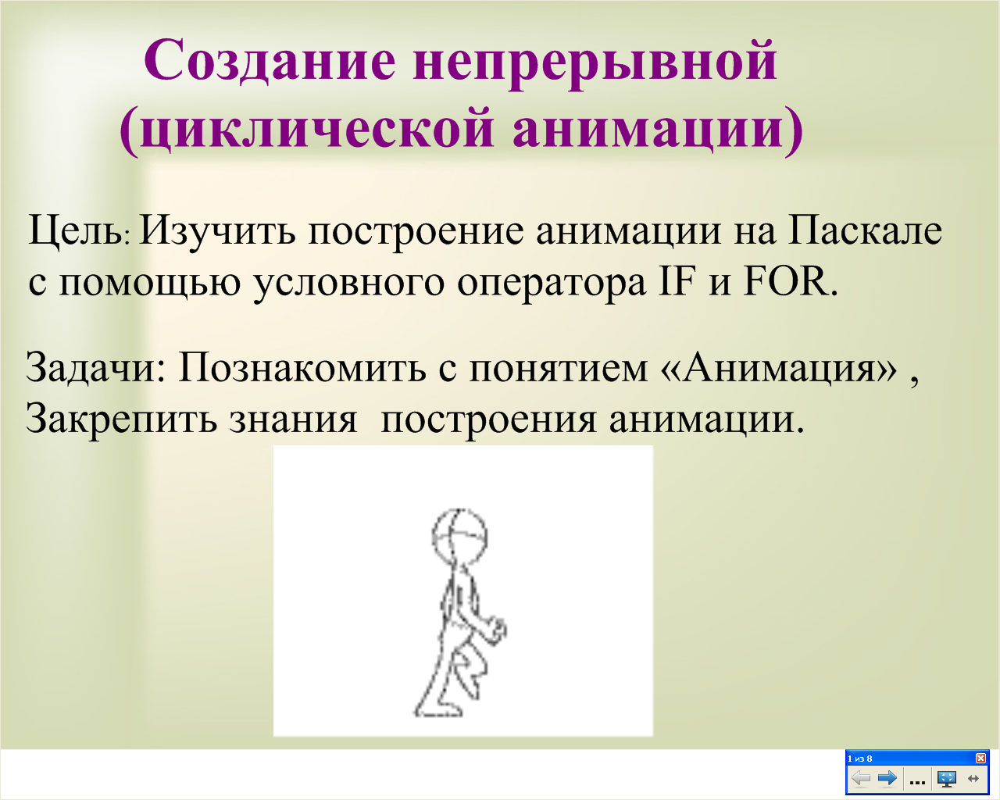 Создание непрерывной
(циклической анимации)
Цель: Изучить построение анимации на Паскале
с помощью условного оператора IF и FOR.
Задачи: Познакомить с понятием «Анимация» ,
Закрепить знания построения анимации.
1 из 8
...